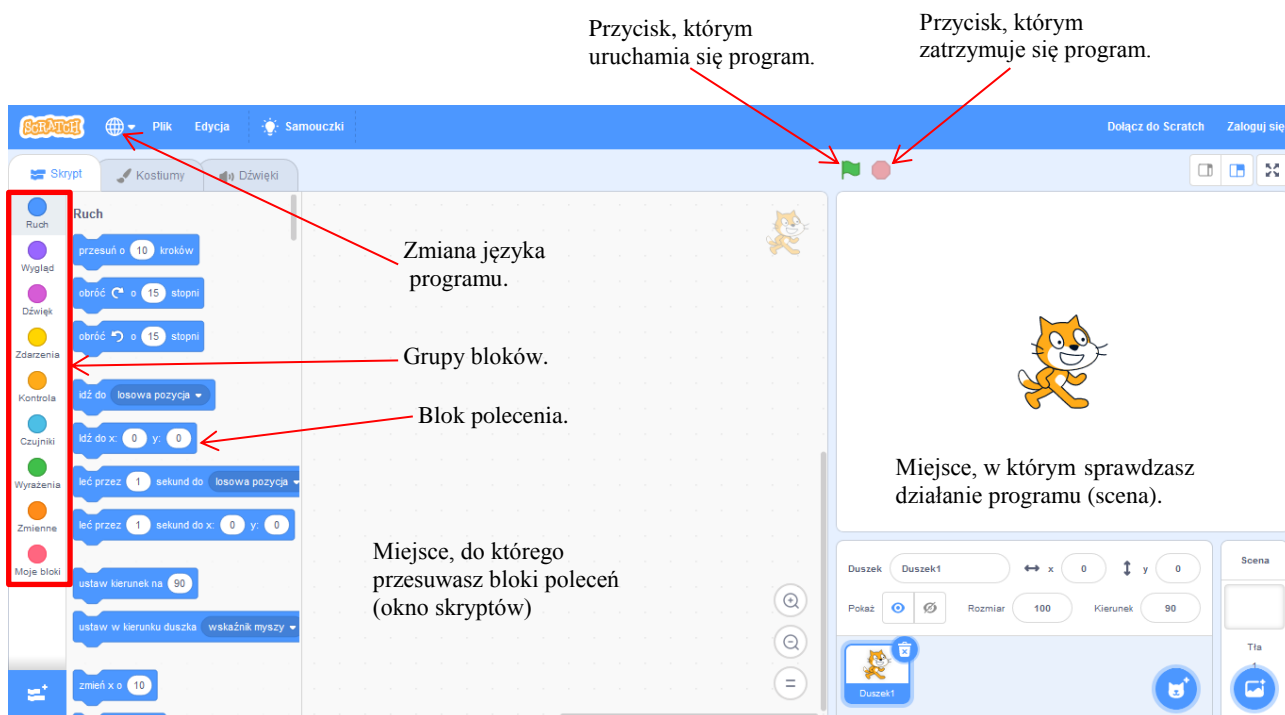 Przycisk, którym
uruchamia się program.
Przycisk, którym
zatrzymuje się program.
SCRATCH Plik Edycja Samouczki Dołącz do Scratch Zaloguj się
Skrypt Kostiumy Dźwięki
Ruch
Wygląd
Dźwięk
Zdarzenia
Kontrola
Czujniki
Wyrażenia
Zmienne
Moje bloki
Ruch
przesuń o 10 kroków
obróć o 15 stopni
obróć o 15 stopni
idź do losowa pozycja
Idź do x: 0 y: 0
leć przez 1 sekund do losowa pozycja
leć przez 1 sekund do x: 0 y: 0
ustaw kierunek na 90
ustaw w kierunku duszka wskaźnik myszy
zmień x o 10
Zmiana języka
programu.
Grupy bloków.
Blok polecenia.
Miejsce, do którego
przesuwasz bloki poleceń
(okno skryptów)
Miejsce, w którym sprawdzasz
działanie programu (scena).
Duszek Duszek1 x 0 y 0
Pokaż Rozmiar 100 Kierunek 90
Duszek1
Scena
Tła
1